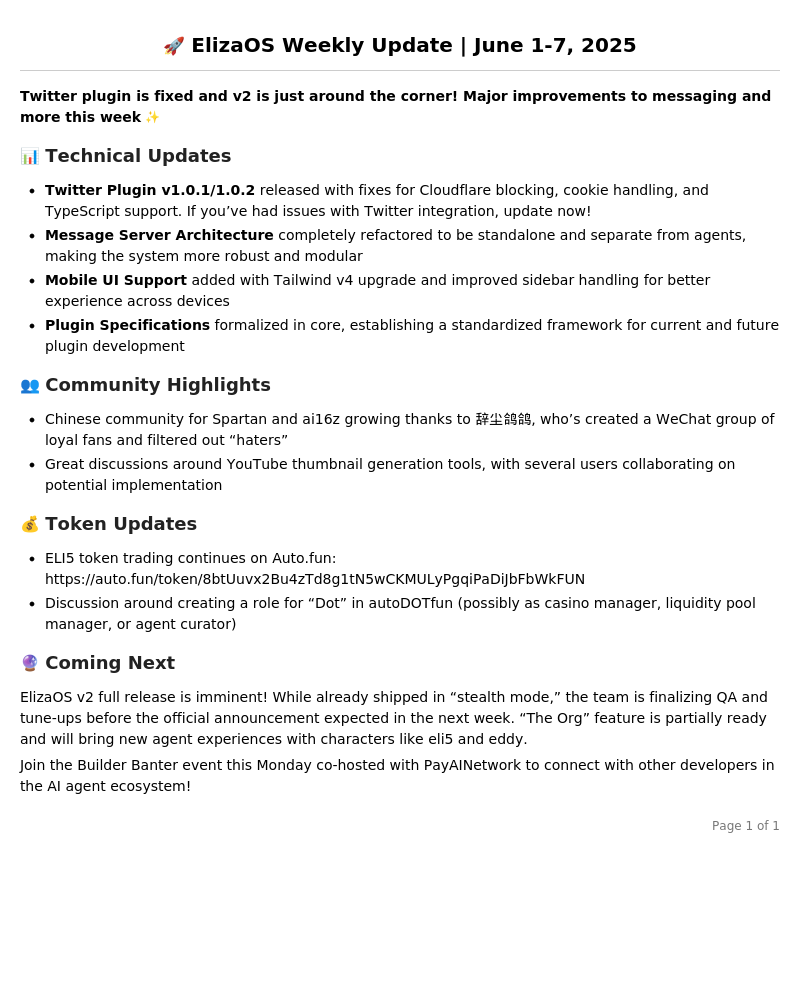 🚀 ElizaOS Weekly Update | June 1-7, 2025
Twitter plugin is fixed and v2 is just around the corner! Major improvements to messaging and
more this week ✨
📊 Technical Updates
• Twitter Plugin v1.0.1/1.0.2 released with fixes for Cloudflare blocking, cookie handling, and
TypeScript support. If you’ve had issues with Twitter integration, update now!
• Message Server Architecture completely refactored to be standalone and separate from agents,
making the system more robust and modular
• Mobile UI Support added with Tailwind v4 upgrade and improved sidebar handling for better
experience across devices
• Plugin Specifications formalized in core, establishing a standardized framework for current and future
plugin development
👥 Community Highlights
• Chinese community for Spartan and ai16z growing thanks to 辞尘鸽鸽, who’s created a WeChat group of
loyal fans and filtered out “haters”
• Great discussions around YouTube thumbnail generation tools, with several users collaborating on
potential implementation
💰 Token Updates
• ELI5 token trading continues on Auto.fun:
https://auto.fun/token/8btUuvx2Bu4zTd8g1tN5wCKMULyPgqiPaDiJbFbWkFUN
• Discussion around creating a role for “Dot” in autoDOTfun (possibly as casino manager, liquidity pool
manager, or agent curator)
🔮 Coming Next
ElizaOS v2 full release is imminent! While already shipped in “stealth mode,” the team is finalizing QA and
tune-ups before the official announcement expected in the next week. “The Org” feature is partially ready
and will bring new agent experiences with characters like eli5 and eddy.
Join the Builder Banter event this Monday co-hosted with PayAINetwork to connect with other developers in
the AI agent ecosystem!
Page 1 of 1